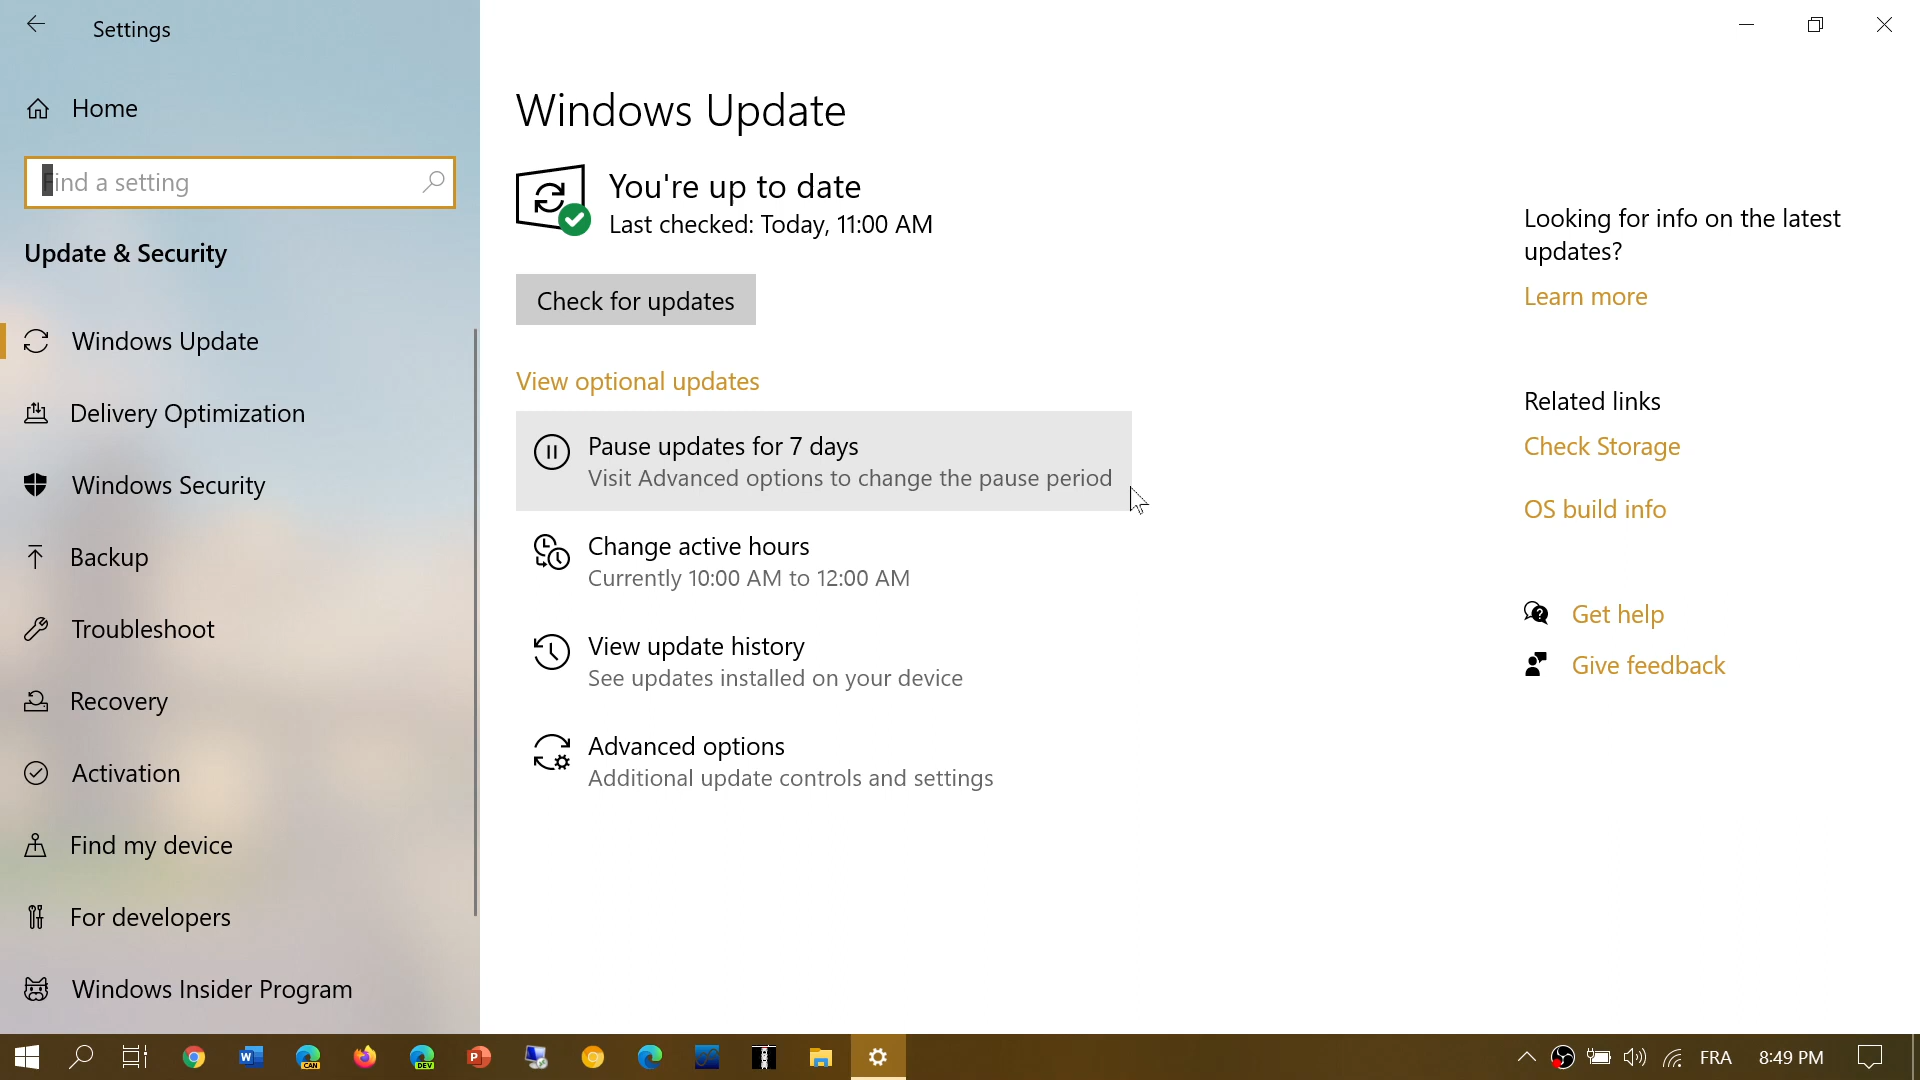 Settings
Home
Find a setting
Update & Security
Windows Update
Delivery Optimization
Windows Security
Backup
Troubleshoot
Recovery
Activation
Find my device
For developers
Windows Insider Program
Windows Update
You're up to date
Last checked: Today, 11:00 AM
Check for updates
View optional updates
Pause updates for 7 days
Visit Advanced options to change the pause period
Change active hours
Currently 10:00 AM to 12:00 AM
View update history
See updates installed on your device
Advanced options
Additional update controls and settings
Looking for info on the latest
updates?
Learn more
Related links
Check Storage
OS build info
Get help
Give feedback
W
CAN
DEV
P
FRA
8:49 PM